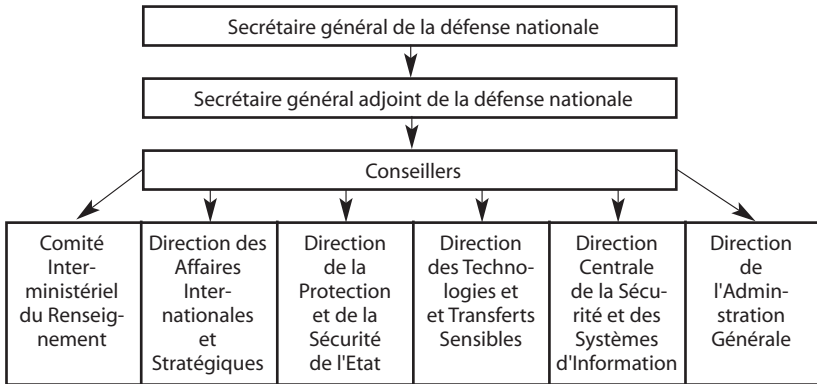 Secrétaire général de la défense nationale
Secrétaire général adjoint de la défense nationale
Conseillers
Comité
Inter-
ministériel
du Renseig-
nement
Direction des
Affaires
Inter-
nationales
et
Stratégiques
Direction
de la
Protection
et de la
Sécurité
de l'Etat
Direction
des Techno-
logies et
et Transferts
Sensibles
Direction
Centrale
de la Sécu-
rité et des
Systèmes
d'Information
Direction
de
l'Admin-
stration
Générale